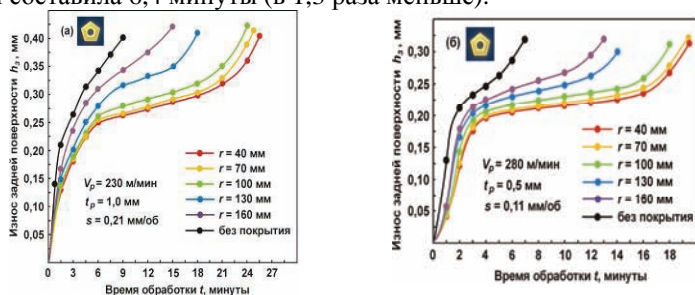 и составила 6,4 минуты (в 1,3 раза меньше).
(а)
Износ задней поверхности hз, мм
0,40
0,35
0,30
0,25
0,20
0,15
0,10
0,05
Vр = 230 м/мин
tр = 1,0 мм
s = 0,21 мм/об
r = 40 мм
r = 70 мм
r = 100 мм
r = 130 мм
r = 160 мм
без покрытия
0 3 6 9 12 15 18 21 24 27
Время обработки t, минуты
(б)
Износ задней поверхности hз, мм
0,30
0,25
0,20
0,15
0,10
0,05
Vр = 280 м/мин
tр = 0,5 мм
s = 0,11 мм/об
r = 40 мм
r = 70 мм
r = 100 мм
r = 130 мм
r = 160 мм
без покрытия
0 2 4 6 8 10 12 14 16 18
Время обработки t, минуты